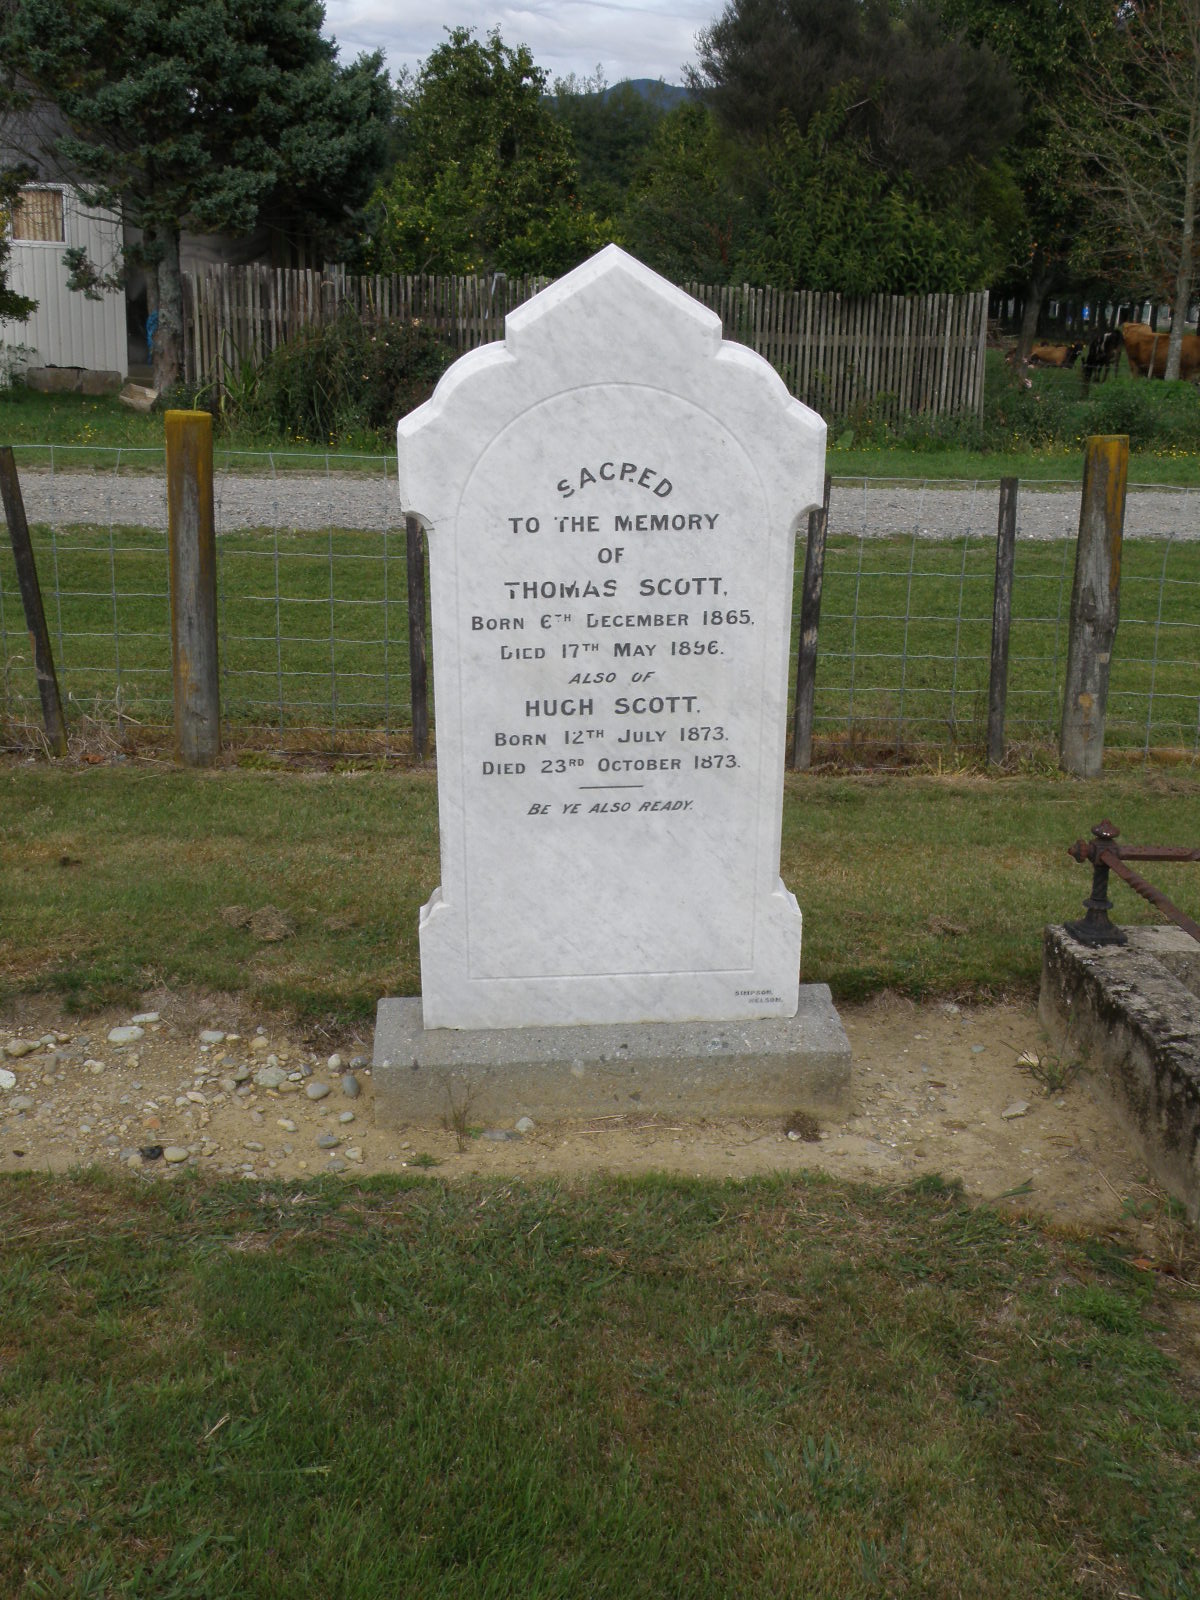 SACRED
TO THE MEMORY
OF
THOMAS SCOTT,
BORN 6TH DECEMBER 1865,
DIED 17TH MAY 1896.
ALSO OF
HUGH SCOTT.
BORN 12TH JULY 1873.
DIED 23RD OCTOBER 1873.
BE YE ALSO READY.
SIMPSON,
NELSON.